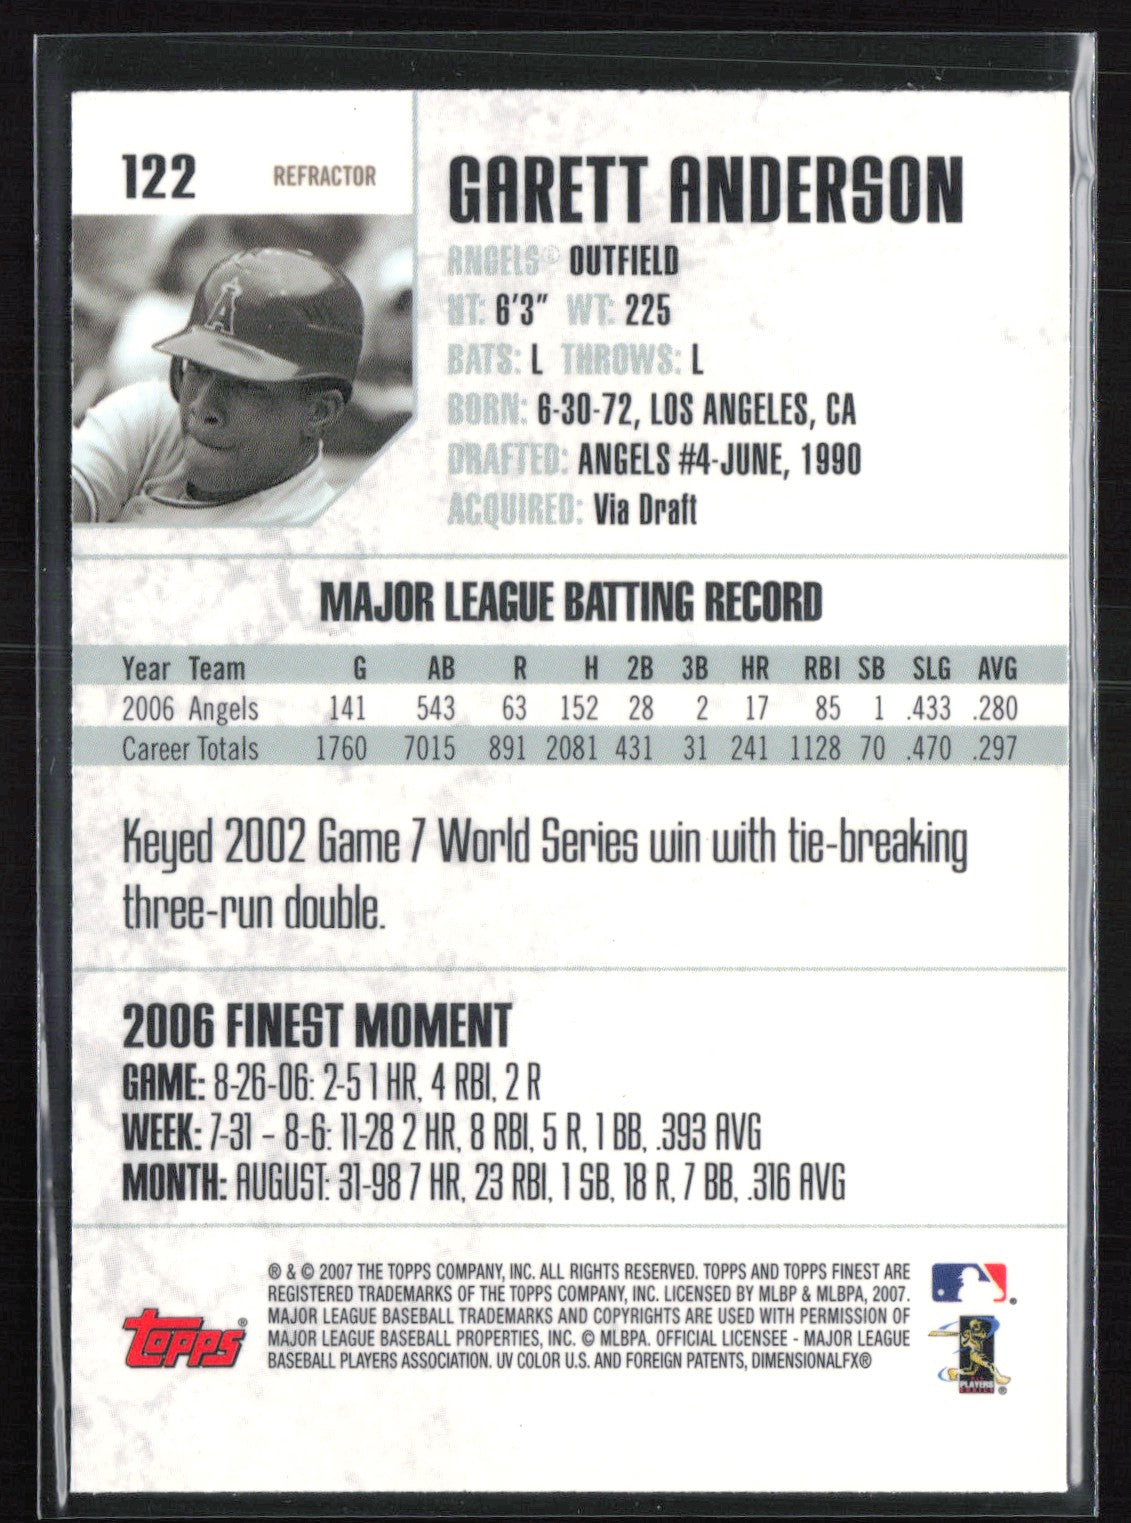 122 REFRACTOR
GARETT ANDERSON
ANGELS® OUTFIELD
HT: 6'3" WT: 225
BATS: L THROWS: L
BORN: 6-30-72, LOS ANGELES, CA
DRAFTED: ANGELS #4-JUNE, 1990
ACQUIRED: Via Draft
A
MAJOR LEAGUE BATTING RECORD
Year Team G AB R H 2B 3B HR RBI SB SLG AVG
2006 Angels 141 543 63 152 28 2 17 85 1 .433 .280
Career Totals 1760 7015 891 2081 431 31 241 1128 70 .470 .297
Keyed 2002 Game 7 World Series win with tie-breaking
three-run double.
2006 FINEST MOMENT
GAME: 8-26-06: 2-5 1 HR, 4 RBI, 2 R
WEEK: 7-31 – 8-6: 11-28 2 HR, 8 RBI, 5 R, 1 BB, .393 AVG
MONTH: AUGUST: 31-98 7 HR, 23 RBI, 1 SB, 18 R, 7 BB, .316 AVG
® & © 2007 THE TOPPS COMPANY, INC. ALL RIGHTS RESERVED. TOPPS AND TOPPS FINEST ARE
REGISTERED TRADEMARKS OF THE TOPPS COMPANY, INC. LICENSED BY MLBP & MLBPA, 2007.
MAJOR LEAGUE BASEBALL TRADEMARKS AND COPYRIGHTS ARE USED WITH PERMISSION OF
MAJOR LEAGUE BASEBALL PROPERTIES, INC. © MLBPA. OFFICIAL LICENSEE - MAJOR LEAGUE
BASEBALL PLAYERS ASSOCIATION. UV COLOR U.S. AND FOREIGN PATENTS, DIMENSIONALFX®
Topps®
PLAYERS
CHOICE